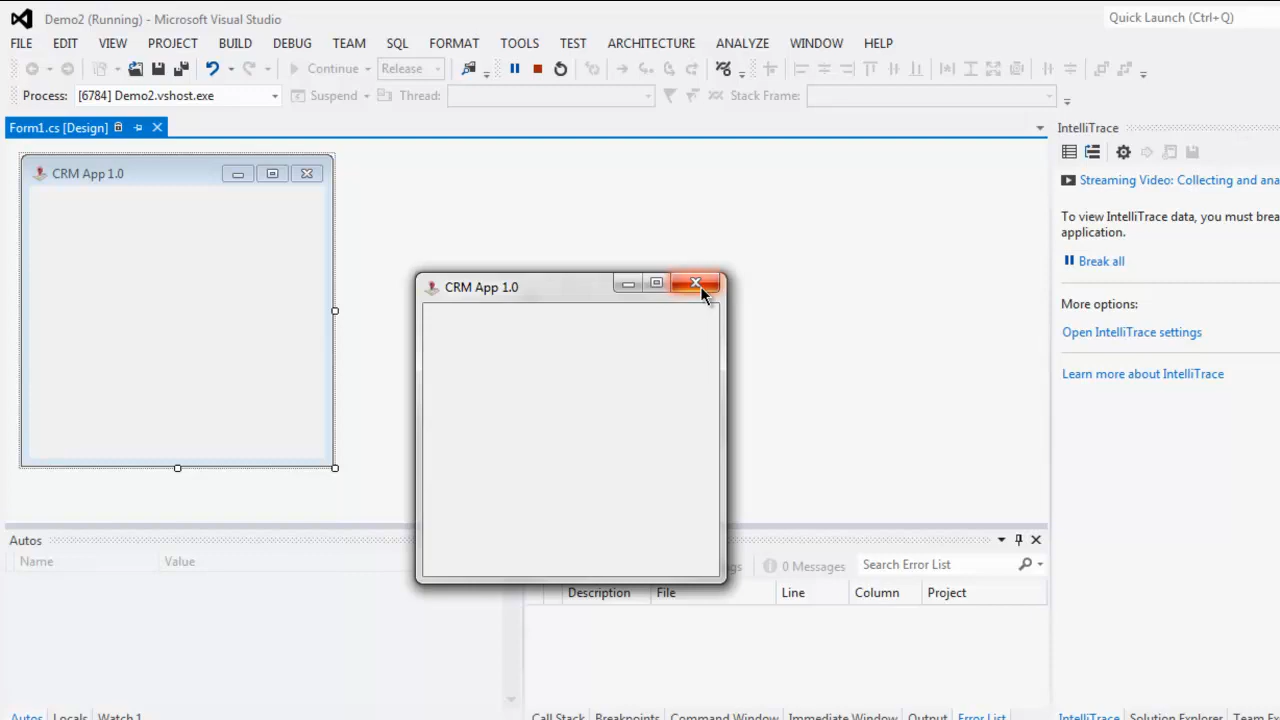 Demo2 (Running) - Microsoft Visual Studio
Quick Launch (Ctrl+Q)
FILE EDIT VIEW PROJECT BUILD DEBUG TEAM SQL FORMAT TOOLS TEST ARCHITECTURE ANALYZE WINDOW HELP
Continue Release
Process: [6784] Demo2.vshost.exe Suspend Thread: Stack Frame:
Form1.cs [Design]
IntelliTrace
CRM App 1.0
Streaming Video: Collecting and ana
To view IntelliTrace data, you must brea
application.
Break all
More options:
Open IntelliTrace settings
Learn more about IntelliTrace
CRM App 1.0
Autos
Name Value
0 Messages Search Error List
Description File Line Column Project
Autos Locals Watch 1
Call Stack Breakpoints Command Window Immediate Window Output Error List
IntelliTrace Solution Explorer Team E